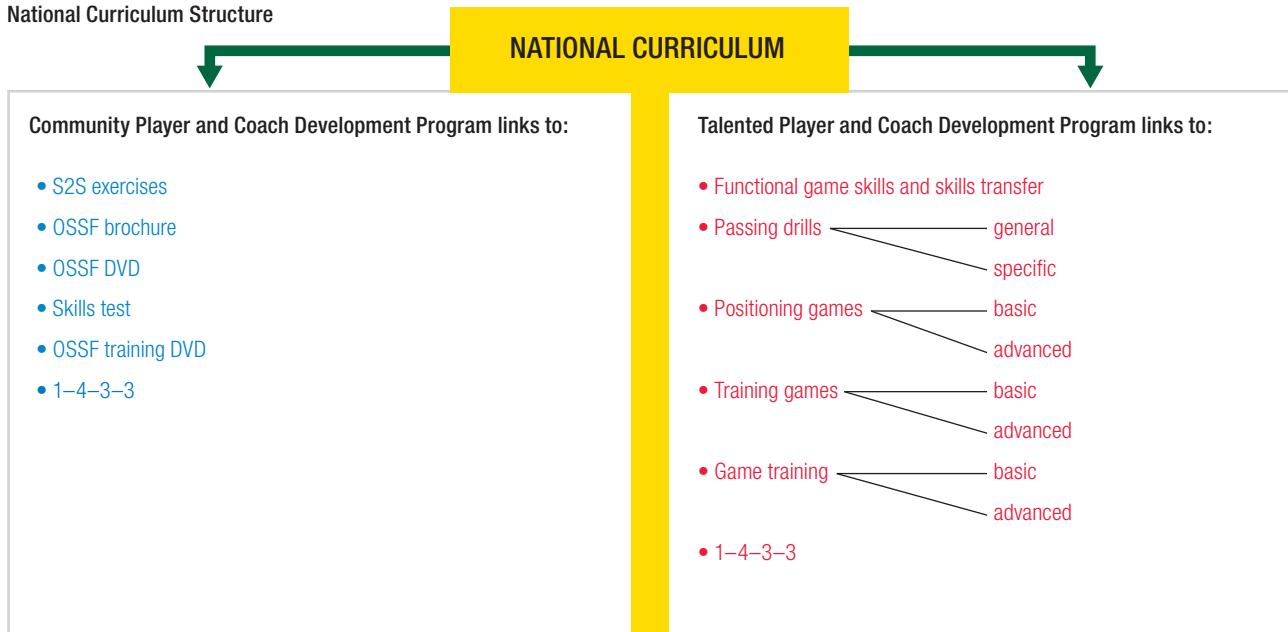 National Curriculum Structure
NATIONAL CURRICULUM
Community Player and Coach Development Program links to:
• S2S exercises
• OSSF brochure
• OSSF DVD
• Skills test
• OSSF training DVD
• 1–4–3–3
Talented Player and Coach Development Program links to:
• Functional game skills and skills transfer
• Passing drills general
specific
• Positioning games basic
advanced
• Training games basic
advanced
• Game training basic
advanced
• 1–4–3–3